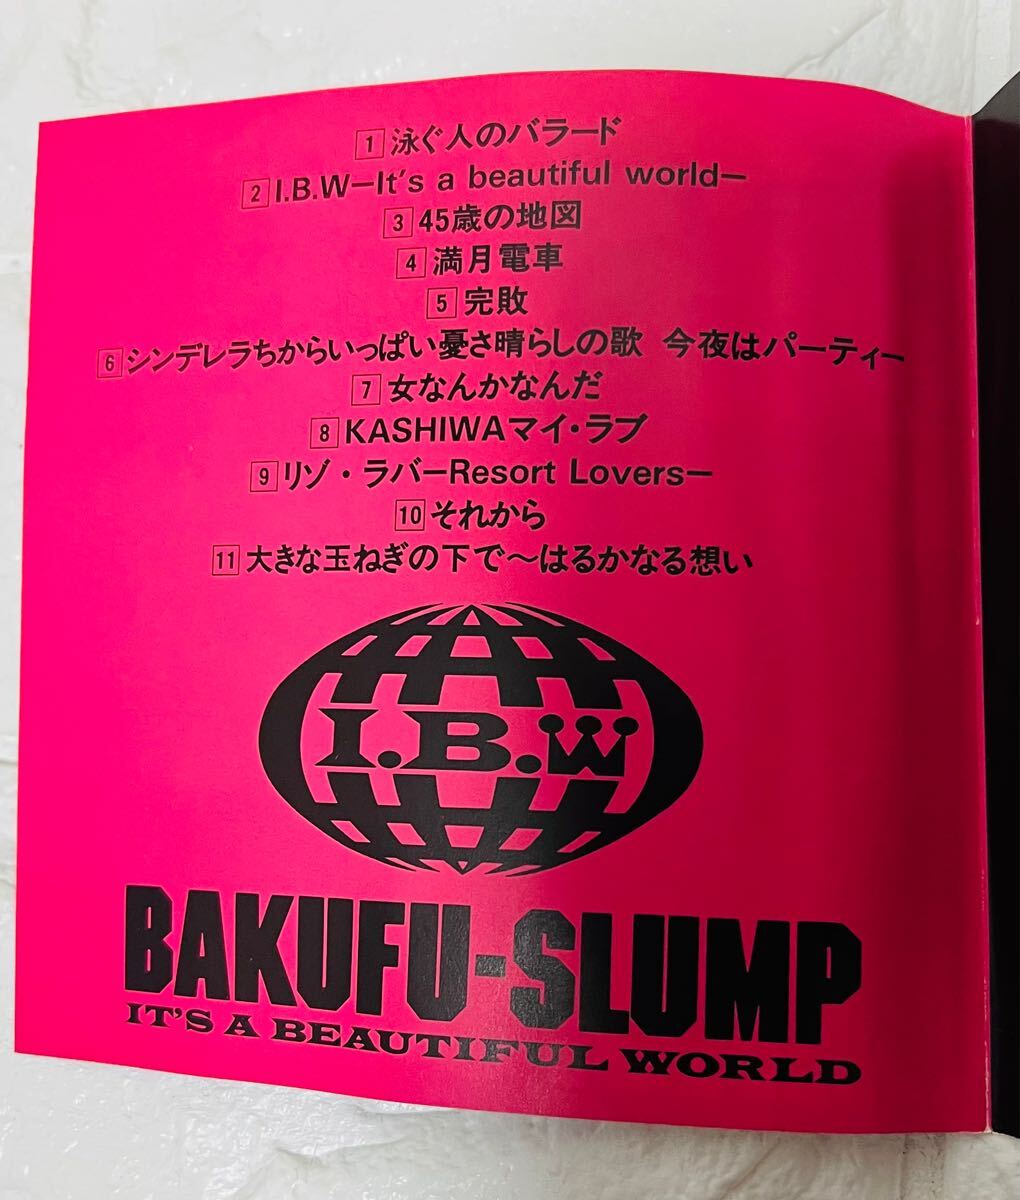 1 泳ぐ人のバラード
2 I.B.W－It's a beautiful world－
3 45歳の地図
4 満月電車
5 完敗
6 シンデレラちからいっぱい憂さ晴らしの歌 今夜はパーティー
7 女なんかなんだ
8 KASHIWAマイ・ラブ
9 リゾ・ラバーResort Lovers－
10 それから
11 大きな玉ねぎの下で～はるかなる想い
I.B.W
BAKUFU-SLUMP
IT'S A BEAUTIFUL WORLD